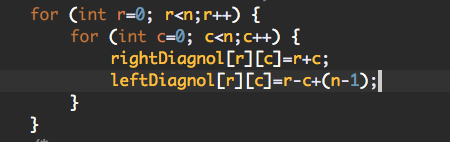 for (int r=0; r<n;r++) {
for (int c=0; c<n;c++) {
rightDiagnol[r][c]=r+c;
leftDiagnol[r][c]=r-c+(n-1);
}
}
/*